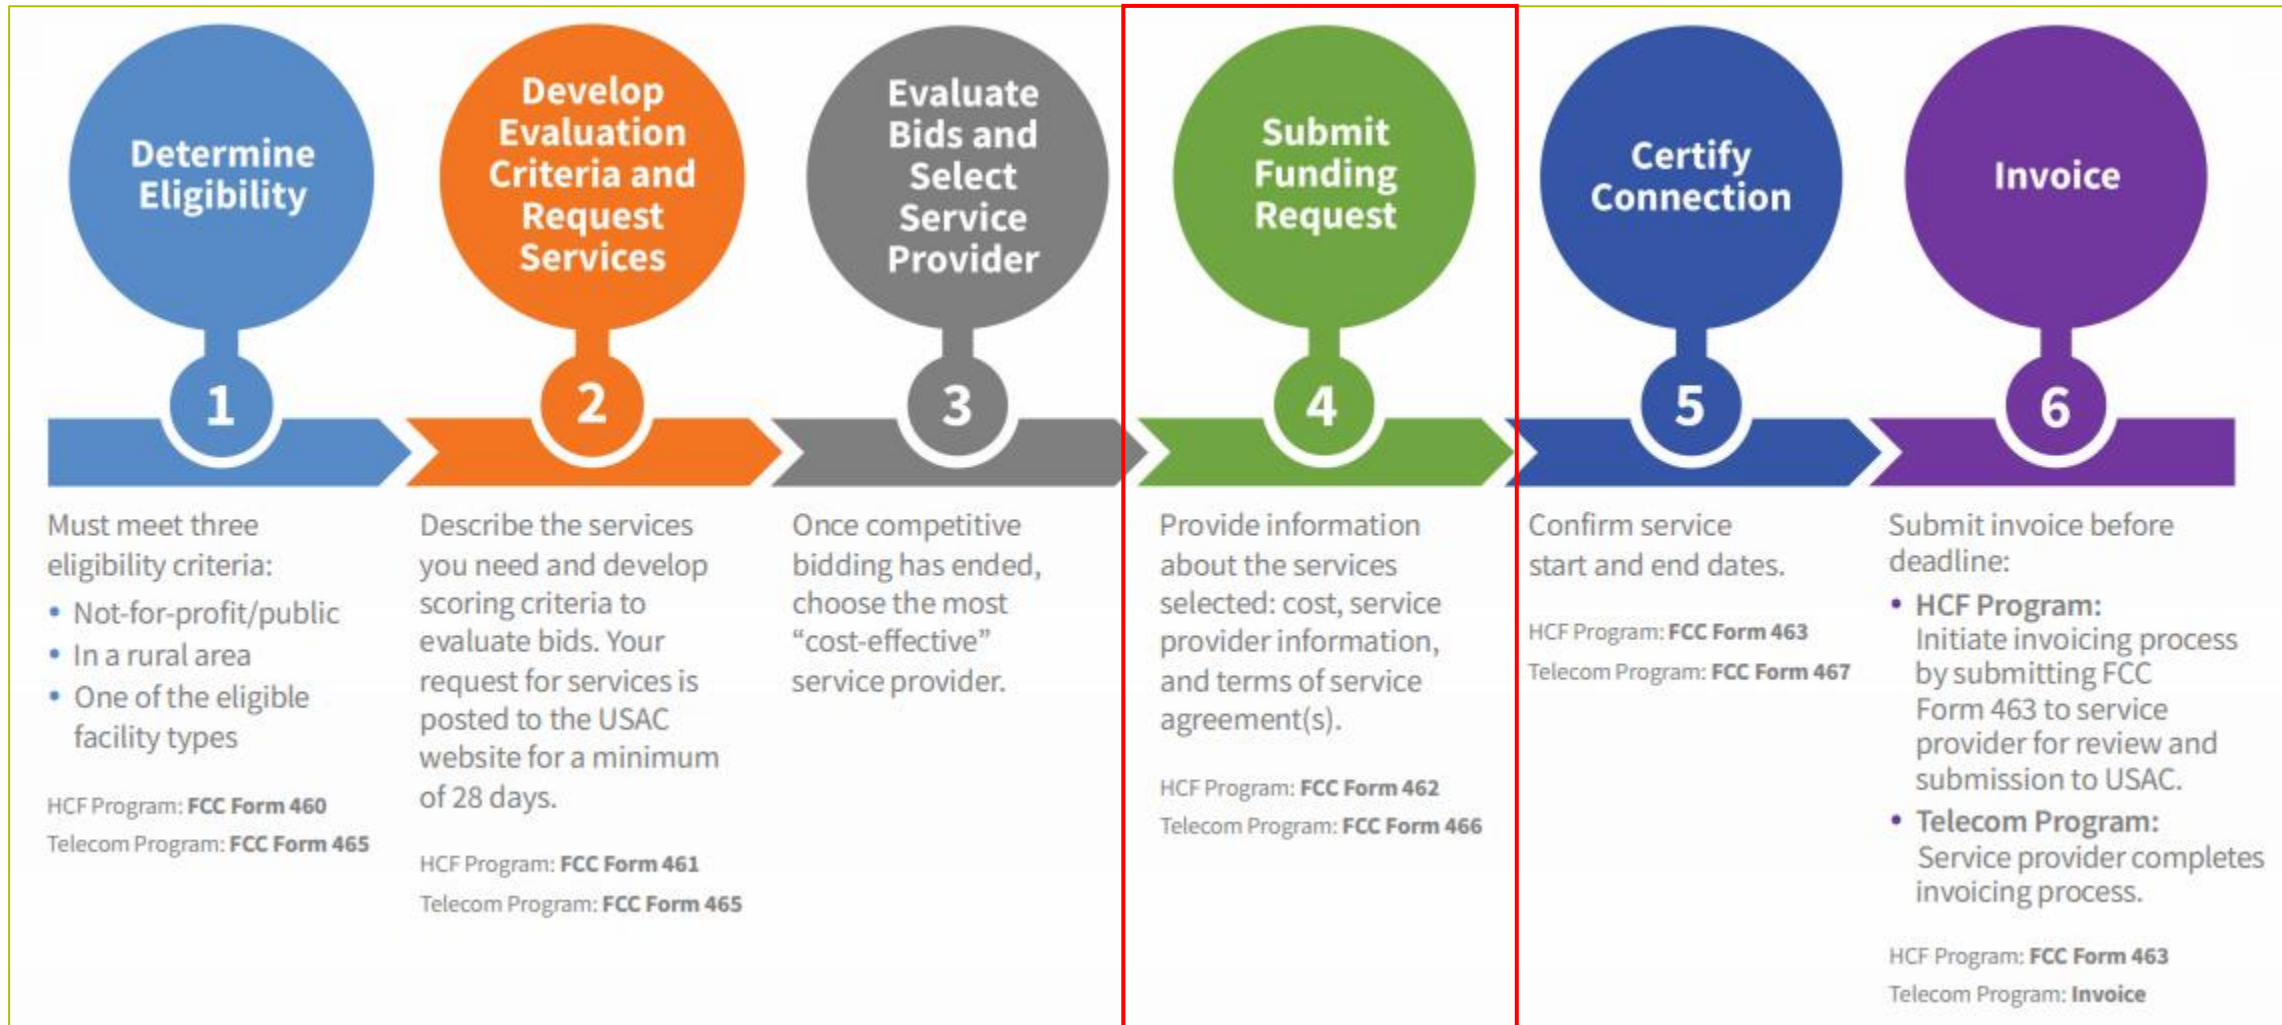 Determine
Eligibility
1
Must meet three
eligibility criteria:
• Not-for-profit/public
• In a rural area
• One of the eligible
facility types
HCF Program: FCC Form 460
Telecom Program: FCC Form 465
Develop
Evaluation
Criteria and
Request
Services
2
Describe the services
you need and develop
scoring criteria to
evaluate bids. Your
request for services is
posted to the USAC
website for a minimum
of 28 days.
HCF Program: FCC Form 461
Telecom Program: FCC Form 465
Evaluate
Bids and
Select
Service
Provider
3
Once competitive
bidding has ended,
choose the most
“cost-effective”
service provider.
Submit
Funding
Request
4
Provide information
about the services
selected: cost, service
provider information,
and terms of service
agreement(s).
HCF Program: FCC Form 462
Telecom Program: FCC Form 466
Certify
Connection
5
Confirm service
start and end dates.
HCF Program: FCC Form 463
Telecom Program: FCC Form 467
Invoice
6
Submit invoice before
deadline:
• HCF Program:
Initiate invoicing process
by submitting FCC
Form 463 to service
provider for review and
submission to USAC.
• Telecom Program:
Service provider completes
invoicing process.
HCF Program: FCC Form 463
Telecom Program: Invoice